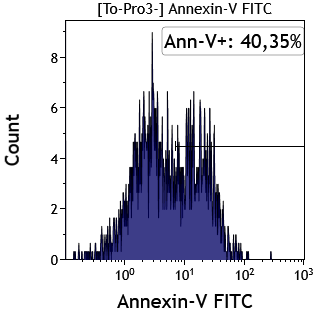 [To-Pro3-] Annexin-V FITC
Ann-V+: 40,35%
8
6
4
2
0
Count
10⁰ 10¹ 10² 10³
Annexin-V FITC